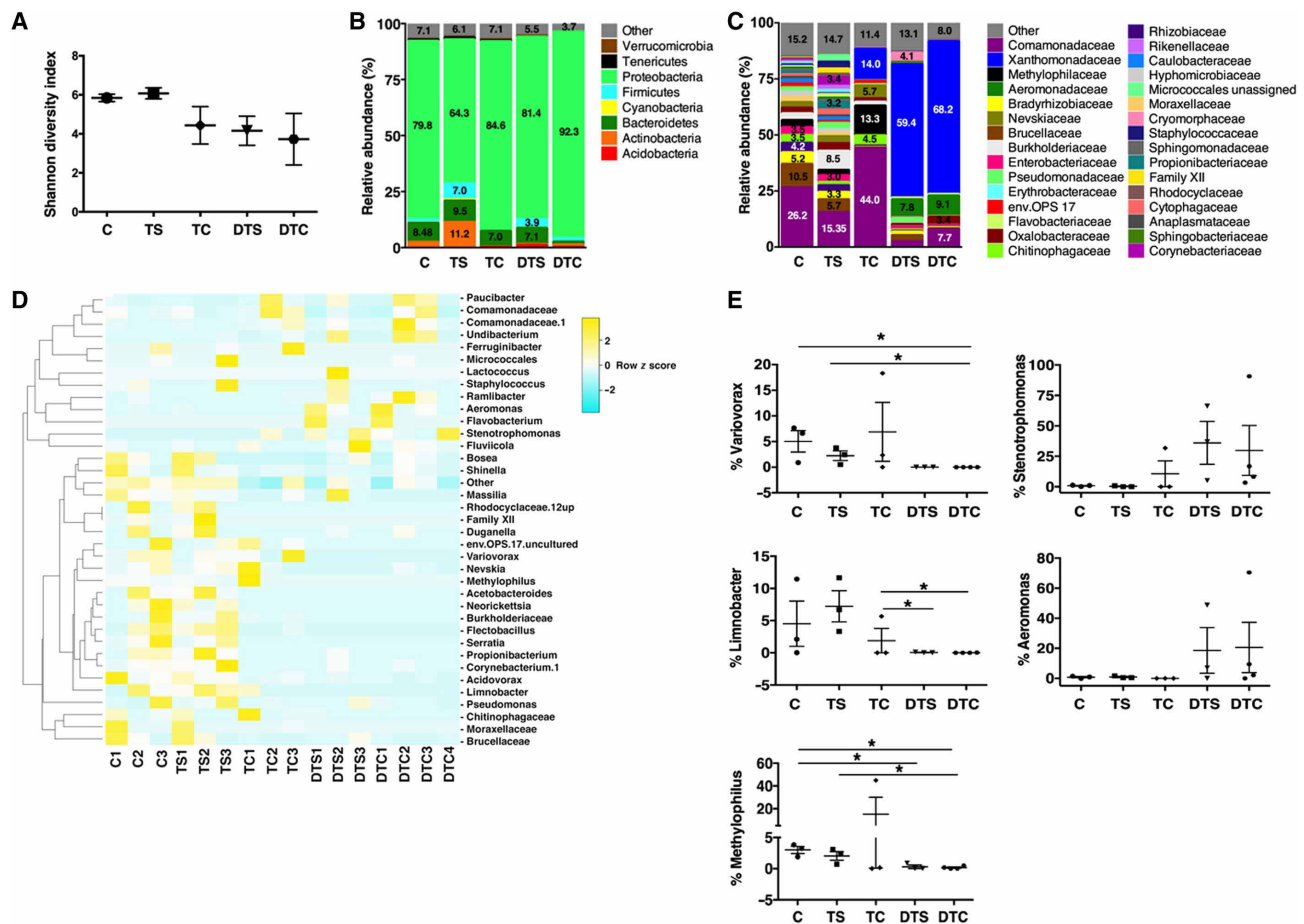 A
Shannon diversity index
8
6
4
2
0
C TS TC DTS DTC
B
Relative abundance (%)
100
75
50
25
0
7.1 6.1 7.1 5.5 3.7
79.8 64.3 84.6 81.4 92.3
7.0 3.9
8.48 9.5 7.0 7.1
11.2
C TS TC DTS DTC
Other
Verrucomicrobia
Tenericutes
Proteobacteria
Firmicutes
Cyanobacteria
Bacteroidetes
Actinobacteria
Acidobacteria
C
Relative abundance (%)
100
75
50
25
0
15.2
3.5
3.5
4.2
5.2
10.5
26.2
14.7
3.4
3.2
8.5
3.0
3.3
5.7
15.35
11.4
14.0
5.7
13.3
4.5
44.0
13.1
4.1
59.4
7.8
8.0
68.2
9.1
3.4
7.7
C TS TC DTS DTC
Other
Comamonadaceae
Xanthomonadaceae
Methylophilaceae
Aeromonadaceae
Bradyrhizobiaceae
Nevskiaceae
Brucellaceae
Burkholderiaceae
Enterobacteriaceae
Pseudomonadaceae
Erythrobacteraceae
env.OPS 17
Flavobacteriaceae
Oxalobacteraceae
Chitinophagaceae
Rhizobiaceae
Rikenellaceae
Caulobacteraceae
Hyphomicrobiaceae
Micrococcales unassigned
Moraxellaceae
Cryomorphaceae
Staphylococcaceae
Sphingomonadaceae
Propionibacteriaceae
Family XII
Rhodocyclaceae
Cytophagaceae
Anaplasmataceae
Sphingobacteriaceae
Corynebacteriaceae
D
- Paucibacter
- Comamonadaceae
- Comamonadaceae.1
- Undibacterium
- Ferruginibacter
- Micrococcales
- Lactococcus
- Staphylococcus
- Ramlibacter
- Aeromonas
- Flavobacterium
- Stenotrophomonas
- Fluviicola
- Bosea
- Shinella
- Other
- Massilia
- Rhodocyclaceae.12up
- Family XII
- Duganella
- env.OPS.17.uncultured
- Variovorax
- Nevskia
- Methylophilus
- Acetobacteroides
- Neorickettsia
- Burkholderiaceae
- Flectobacillus
- Serratia
- Propionibacterium
- Corynebacterium.1
- Acidovorax
- Limnobacter
- Pseudomonas
- Chitinophagaceae
- Moraxellaceae
- Brucellaceae
C1 C2 C3 TS1 TS2 TS3 TC1 TC2 TC3 DTS1 DTS2 DTS3 DTC1 DTC2 DTC3 DTC4
2
0 Row z score
−2
E
% Variovorax
20
15
10
5
0
−5
*
*
C TS TC DTS DTC
% Stenotrophomonas
100
75
50
25
0
C TS TC DTS DTC
% Limnobacter
15
10
5
0
−5
*
*
C TS TC DTS DTC
% Aeromonas
80
60
40
20
0
C TS TC DTS DTC
% Methylophilus
60
40
20
5
0
−5
*
*
*
C TS TC DTS DTC